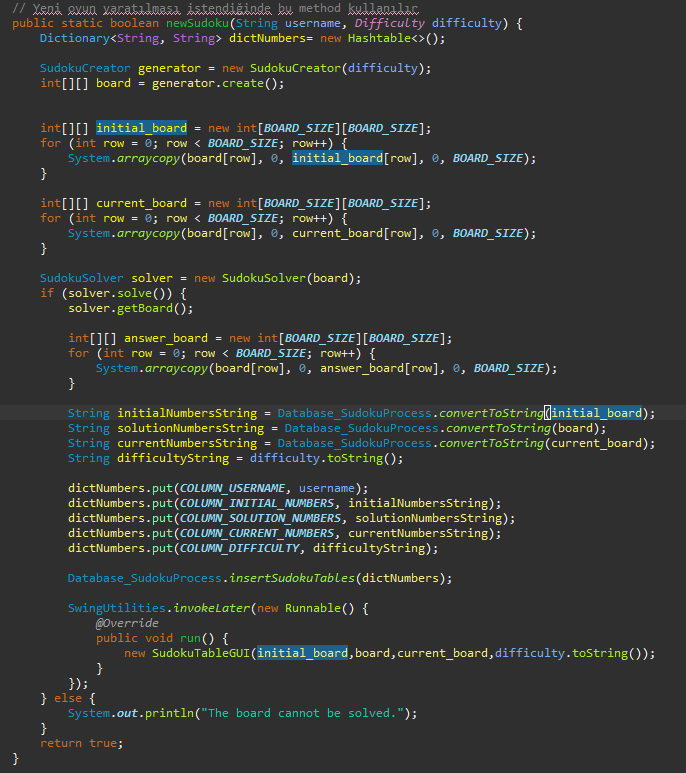 // Yeni oyun yaratılması istendiğinde bu method kullanılır
public static boolean newSudoku(String username, Difficulty difficulty) {
Dictionary<String, String> dictNumbers= new Hashtable<>();
SudokuCreator generator = new SudokuCreator(difficulty);
int[][] board = generator.create();
int[][] initial_board = new int[BOARD_SIZE][BOARD_SIZE];
for (int row = 0; row < BOARD_SIZE; row++) {
System.arraycopy(board[row], 0, initial_board[row], 0, BOARD_SIZE);
}
int[][] current_board = new int[BOARD_SIZE][BOARD_SIZE];
for (int row = 0; row < BOARD_SIZE; row++) {
System.arraycopy(board[row], 0, current_board[row], 0, BOARD_SIZE);
}
SudokuSolver solver = new SudokuSolver(board);
if (solver.solve()) {
solver.getBoard();
int[][] answer_board = new int[BOARD_SIZE][BOARD_SIZE];
for (int row = 0; row < BOARD_SIZE; row++) {
System.arraycopy(board[row], 0, answer_board[row], 0, BOARD_SIZE);
}
String initialNumbersString = Database_SudokuProcess.convertToString(initial_board);
String solutionNumbersString = Database_SudokuProcess.convertToString(board);
String currentNumbersString = Database_SudokuProcess.convertToString(current_board);
String difficultyString = difficulty.toString();
dictNumbers.put(COLUMN_USERNAME, username);
dictNumbers.put(COLUMN_INITIAL_NUMBERS, initialNumbersString);
dictNumbers.put(COLUMN_SOLUTION_NUMBERS, solutionNumbersString);
dictNumbers.put(COLUMN_CURRENT_NUMBERS, currentNumbersString);
dictNumbers.put(COLUMN_DIFFICULTY, difficultyString);
Database_SudokuProcess.insertSudokuTables(dictNumbers);
SwingUtilities.invokeLater(new Runnable() {
@Override
public void run() {
new SudokuTableGUI(initial_board,board,current_board,difficulty.toString());
}
});
} else {
System.out.println("The board cannot be solved.");
}
return true;
}